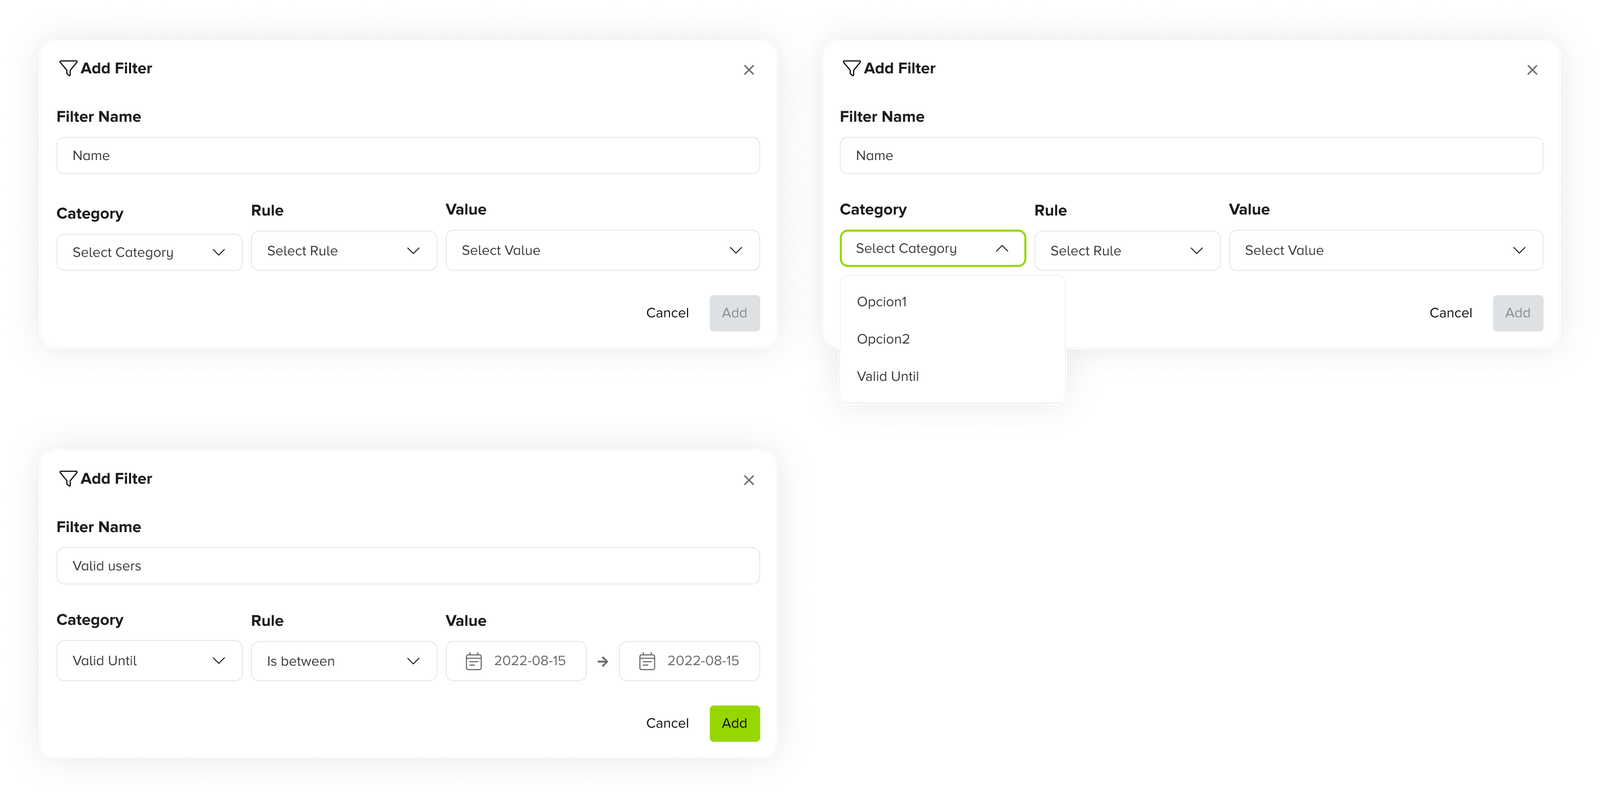 Add Filter
Filter Name
Name
Category Rule Value
Select Category Select Rule Select Value
Cancel Add
Add Filter
Filter Name
Name
Category Rule Value
Select Category Select Rule Select Value
Opcion1
Cancel Add
Opcion2
Valid Until
Add Filter
Filter Name
Valid users
Category Rule Value
Valid Until Is between 2022-08-15 → 2022-08-15
Cancel Add